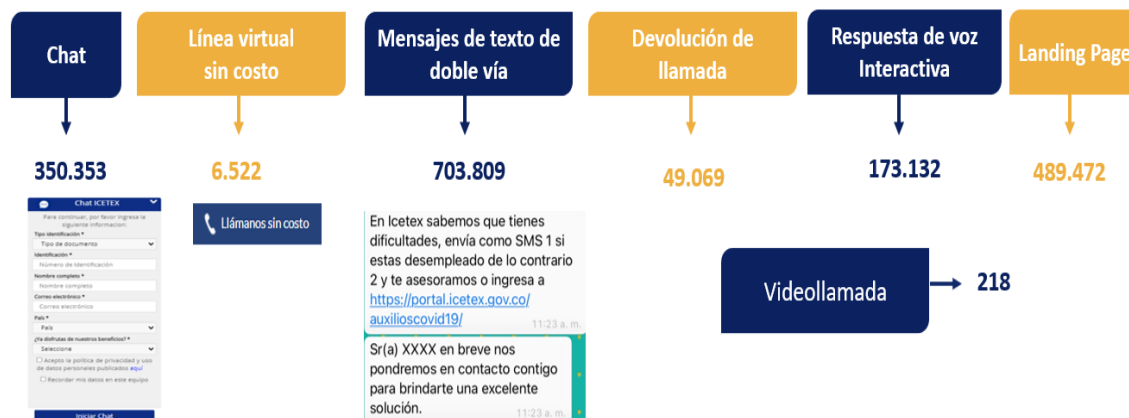 Chat
Línea virtual
sin costo
Mensajes de texto de
doble vía
Devolución de
llamada
Respuesta de voz
Interactiva
Landing Page
350.353
6.522
703.809
49.069
173.132
489.472
Chat ICETEX
Para continuar, por favor ingresa la
siguiente informacion:
Tipo identificación *
Tipo de documento
Identificación *
Número de Identificación
Nombre completo *
Nombre completo
Correo electrónico *
Correo electrónico
País *
País
¿Ya disfrutas de nuestros beneficios? *
Seleccione
Acepto la política de privacidad y uso
de datos personales publicados aquí
Recordar mis datos en este equipo
Iniciar Chat
Llámanos sin costo
En Icetex sabemos que tienes
dificultades, envía como SMS 1 si
estas desempleado de lo contrario
2 y te asesoramos o ingresa a
https://portal.icetex.gov.co/
auxilioscovid19/
11:23 a. m.
Sr(a) XXXX en breve nos
pondremos en contacto contigo
para brindarte una excelente
solución.
11:23 a. m.
Videollamada
218